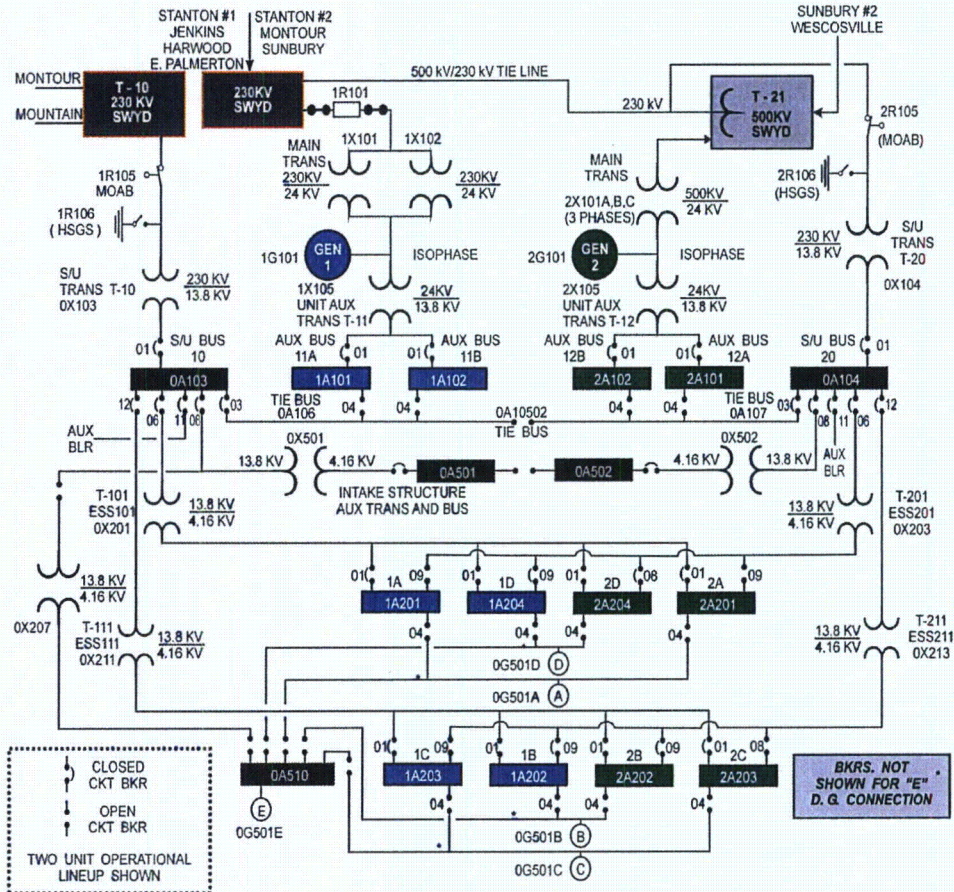 STANTON #1
JENKINS
HARWOOD
E. PALMERTON
STANTON #2
MONTOUR
SUNBURY
SUNBURY #2
WESCOSVILLE
MONTOUR
MOUNTAIN
T - 10
230 KV
SWYD
230KV
SWYD
1R101
500 kV/230 kV TIE LINE
230 kV
T - 21
500KV
SWYD
2R105
(MOAB)
1R105
MOAB
1R106
( HSGS )
1X101
1X102
MAIN
TRANS
230KV
24 KV
230KV
24 KV
MAIN
TRANS
2X101A,B,C
(3 PHASES)
500KV
24 KV
2R106
(HSGS)
S/U
TRANS
T-20
230 KV
13.8 KV
0X104
GEN
1
1G101
ISOPHASE
GEN
2
2G101
ISOPHASE
S/U
TRANS T-10
0X103
230 KV
13.8 KV
1X105
UNIT AUX
TRANS T-11
24KV
13.8 KV
2X105
UNIT AUX
TRANS T-12
24KV
13.8 KV
01
S/U BUS
10
0A103
AUX BUS
11A
01
1A101
AUX BUS
11B
01
1A102
AUX BUS
12B
01
2A102
AUX BUS
12A
01
2A101
S/U BUS
20
01
0A104
12
06
11
08
03
TIE BUS
0A106
04
04
0A10502
TIE BUS
04
04
TIE BUS
0A107
03
08
11
06
12
AUX
BLR
13.8 KV
0X501
4.16 KV
0A501
0A502
4.16 KV
0X502
13.8 KV
AUX
BLR
INTAKE STRUCTURE
AUX TRANS AND BUS
T-101
ESS101
0X201
13.8 KV
4.16 KV
13.8 KV
4.16 KV
T-201
ESS201
0X203
13.8 KV
4.16 KV
0X207
T-111
ESS111
0X211
13.8 KV
4.16 KV
01
1A
09
1A201
01
1D
09
1A204
01
2D
08
2A204
01
2A
09
2A201
04
04
04
04
13.8 KV
4.16 KV
T-211
ESS211
0X213
0G501D
D
0G501A
A
01
1C
09
1A203
01
1B
09
1A202
01
2B
09
2A202
01
2C
08
2A203
04
04
04
04
0A510
E
0G501E
0G501B
B
0G501C
C
CLOSED
CKT BKR
OPEN
CKT BKR
TWO UNIT OPERATIONAL
LINEUP SHOWN
BKRS. NOT
SHOWN FOR "E"
D.G. CONNECTION